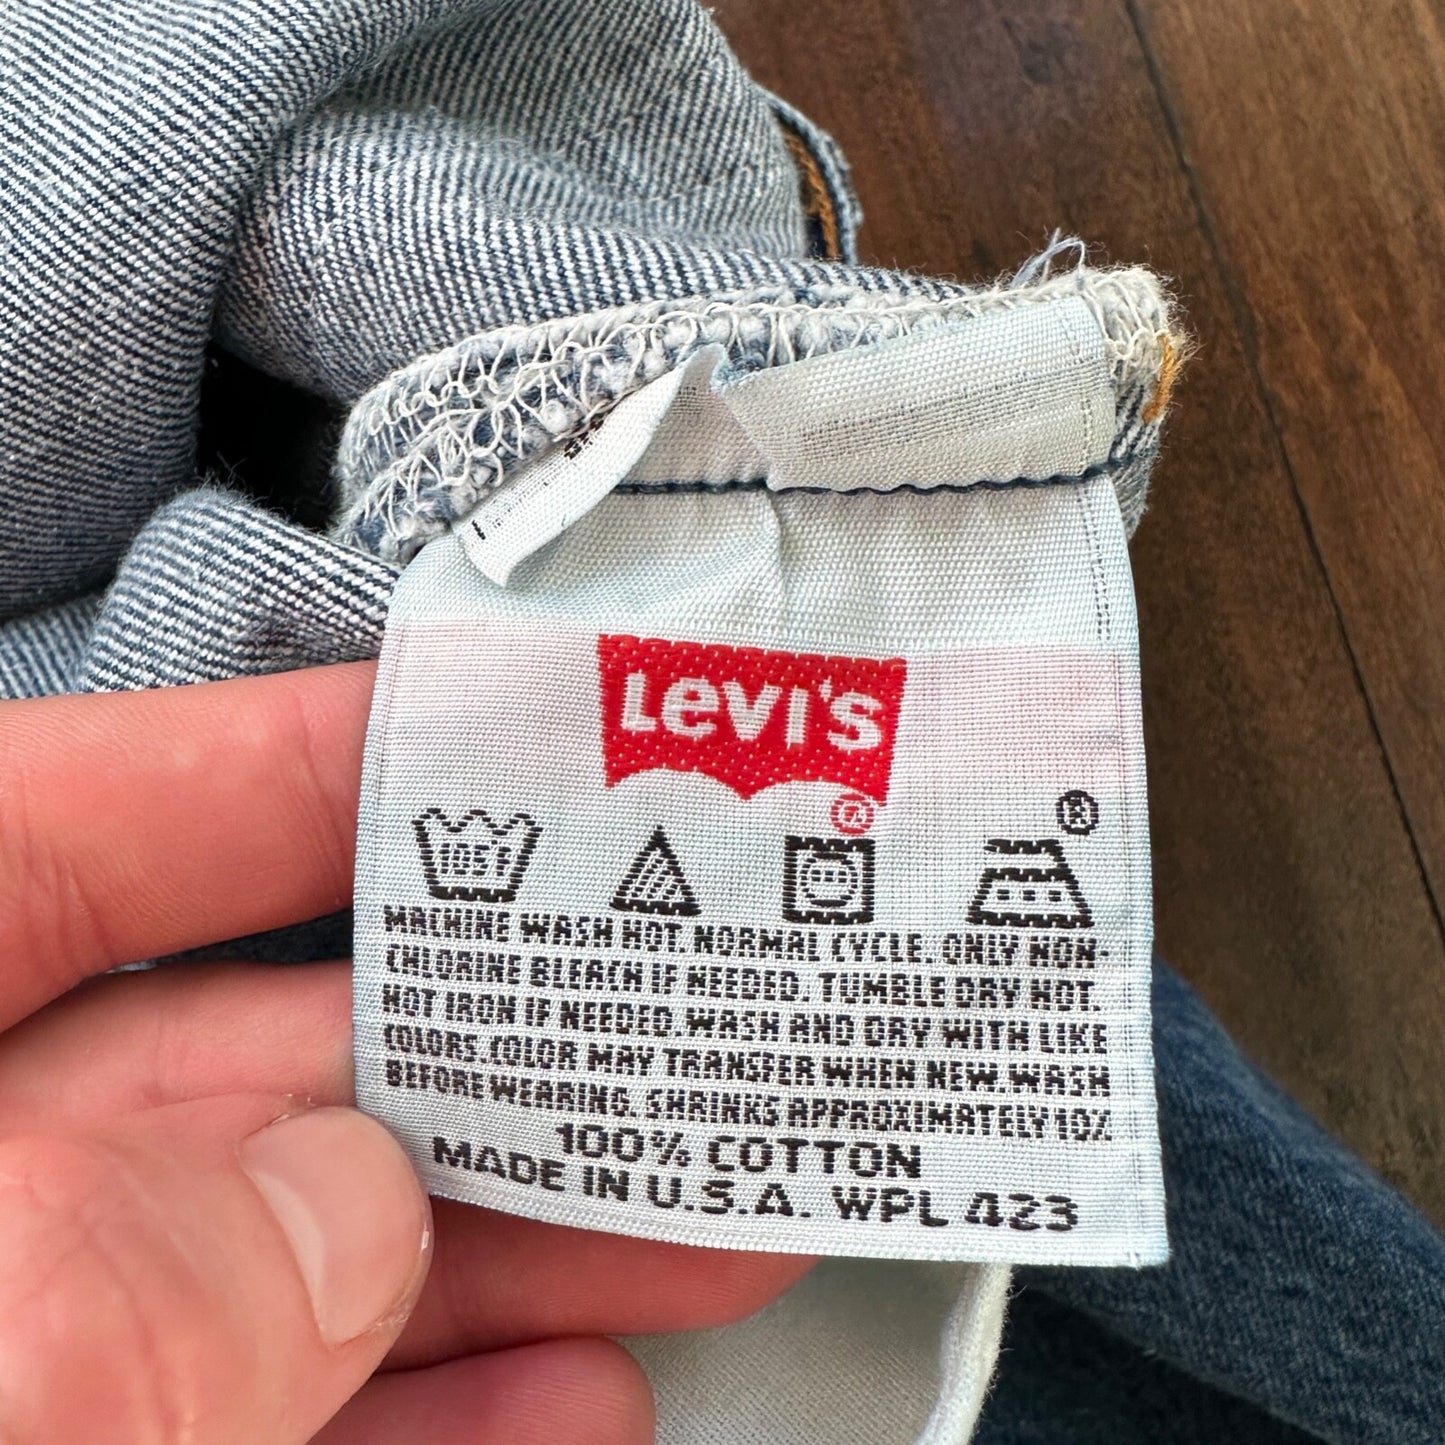 LEVI'S
®
®
105F
MACHINE WASH HOT. NORMAL CYCLE. ONLY NON-
CHLORINE BLEACH IF NEEDED. TUMBLE DRY HOT.
HOT IRON IF NEEDED. WASH AND DRY WITH LIKE
COLORS. COLOR MAY TRANSFER WHEN NEW. WASH
BEFORE WEARING. SHRINKS APPROXIMATELY 10%
100% COTTON
MADE IN U.S.A. WPL 423